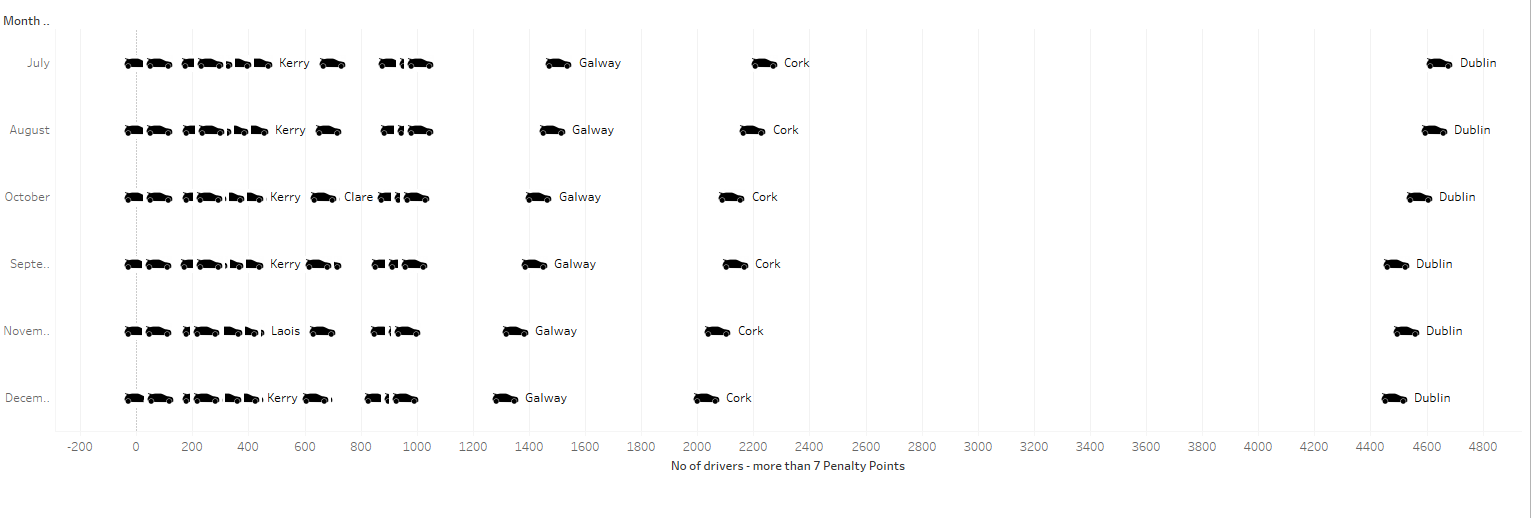 Month ..
July Kerry Galway Cork Dublin
August Kerry Galway Cork Dublin
October Kerry Clare Galway Cork Dublin
Septe.. Kerry Galway Cork Dublin
Novem.. Laois Galway Cork Dublin
Decem.. Kerry Galway Cork Dublin
-200 0 200 400 600 800 1000 1200 1400 1600 1800 2000 2200 2400 2600 2800 3000 3200 3400 3600 3800 4000 4200 4400 4600 4800
No of drivers - more than 7 Penalty Points